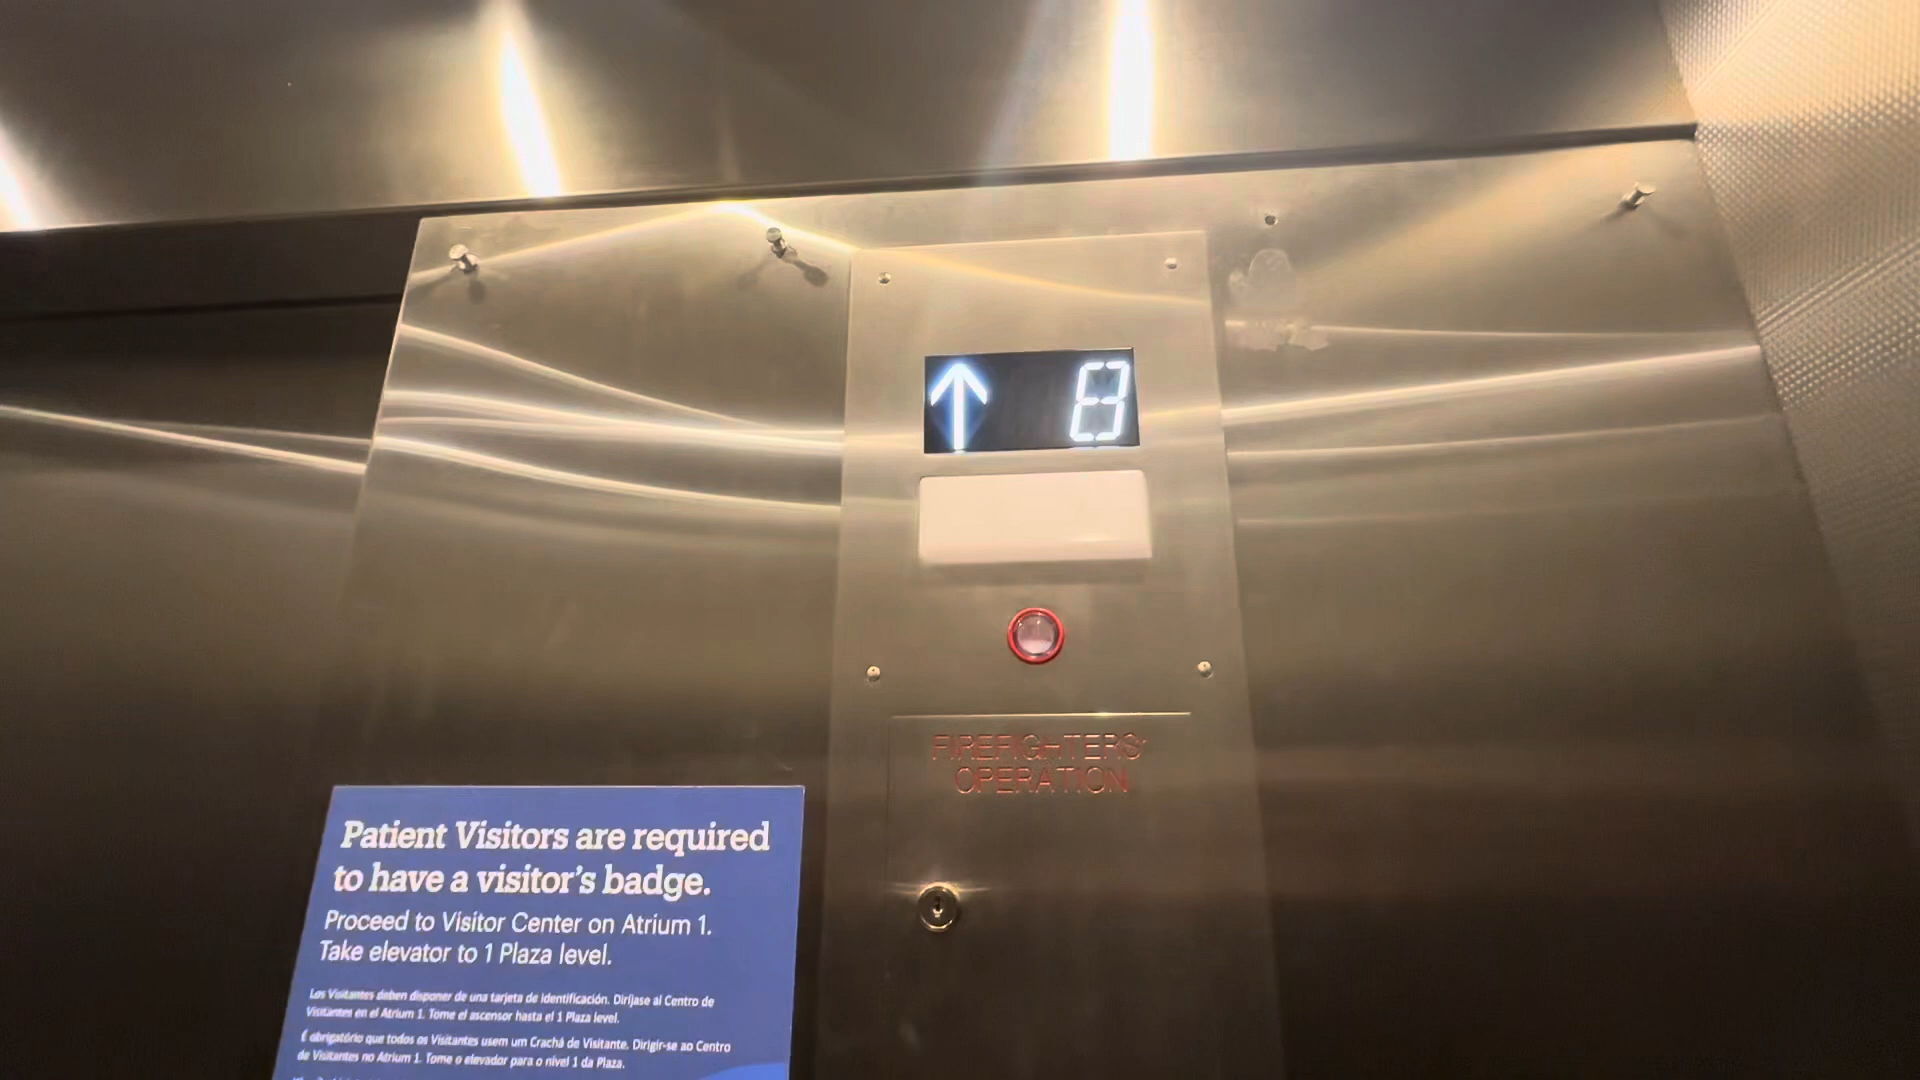 ↑ 8
FIREFIGHTERS'
OPERATION
Patient Visitors are required
to have a visitor's badge.
Proceed to Visitor Center on Atrium 1.
Take elevator to 1 Plaza level.
Los Visitantes deben disponer de una tarjeta de identificación. Diríjase al Centro de
Visitantes en el Atrium 1. Tome el ascensor hasta el 1 Plaza level.
É obrigatório que todos os Visitantes usem um Crachá de Visitante. Dirigir-se ao Centro
de Visitantes no Atrium 1. Tome o elevador para o nível 1 da Plaza.